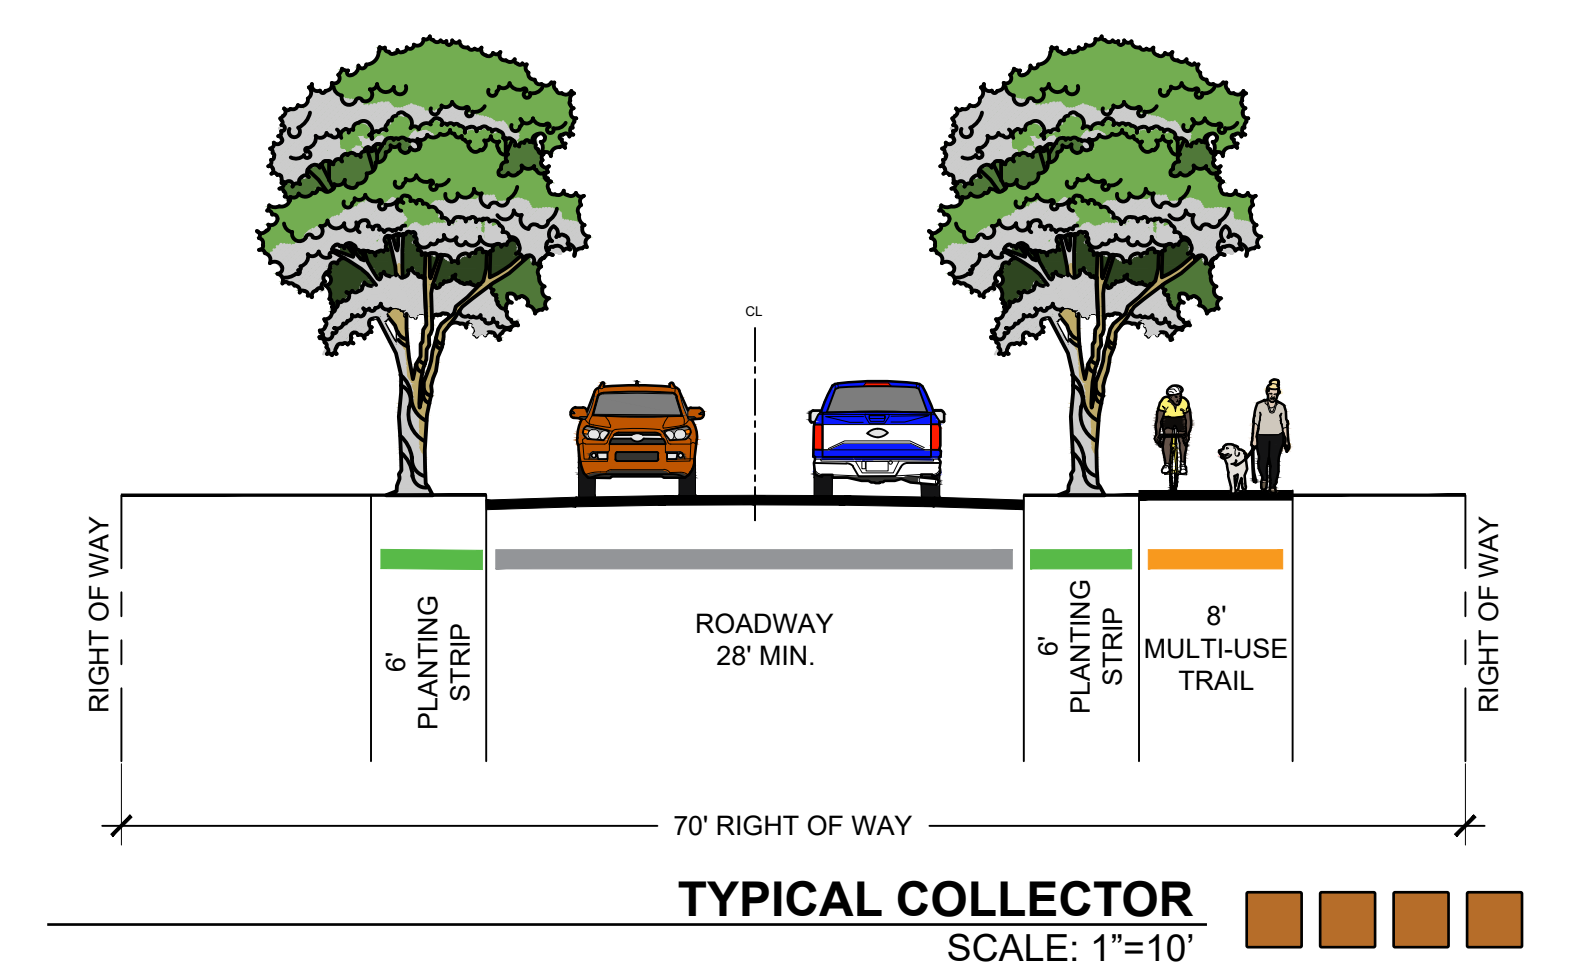 CL
RIGHT OF WAY
6'
PLANTING
STRIP
ROADWAY
28' MIN.
6'
PLANTING
STRIP
8'
MULTI-USE
TRAIL
RIGHT OF WAY
70' RIGHT OF WAY
TYPICAL COLLECTOR
SCALE: 1”=10’